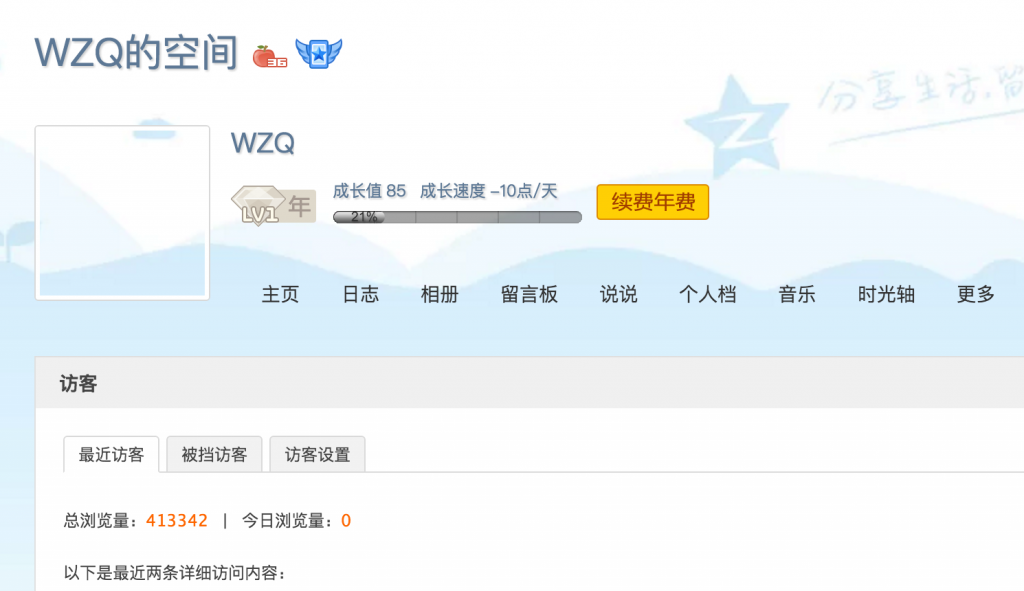 WZQ的空间 3G
分享生活,留
WZQ
LV1 年 成长值 85 成长速度 -10点/天 续费年费
21%
主页 日志 相册 留言板 说说 个人档 音乐 时光轴 更多
访客
最近访客 被挡访客 访客设置
总浏览量：413342 | 今日浏览量：0
以下是最近两条详细访问内容：